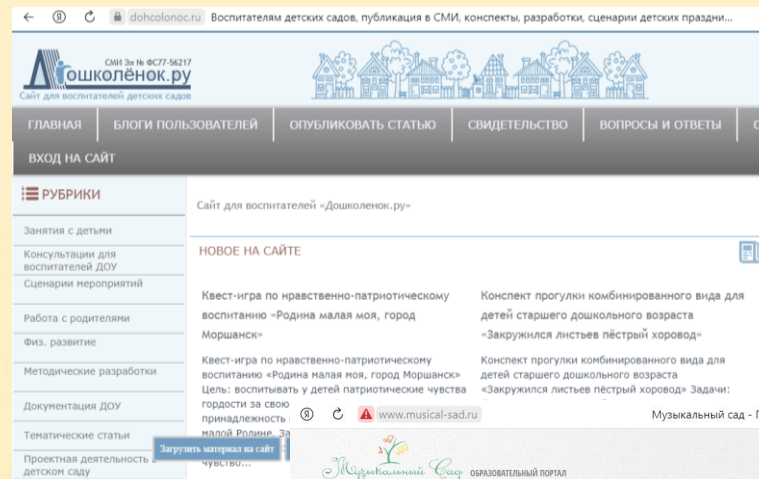 dohcolonoc.ru Воспитателям детских садов, публикация в СМИ, конспекты, разработки, сценарии детских праздни...
СМИ Эл № ФС77-56217
Дошколёнок.ру
Сайт для воспитателей детских садов
ГЛАВНАЯ БЛОГИ ПОЛЬЗОВАТЕЛЕЙ ОПУБЛИКОВАТЬ СТАТЬЮ СВИДЕТЕЛЬСТВО ВОПРОСЫ И ОТВЕТЫ
ВХОД НА САЙТ
РУБРИКИ
Занятия с детьми
Консультации для
воспитателей ДОУ
Сценарии мероприятий
Работа с родителями
Физ. развитие
Методические разработки
Документация ДОУ
Тематические статьи
Проектная деятельность в
детском саду
Загрузить материал на сайт
Сайт для воспитателей «Дошколенок.ру»
НОВОЕ НА САЙТЕ
Квест-игра по нравственно-патриотическому
воспитанию «Родина малая моя, город
Моршанск»
Квест-игра по нравственно-патриотическому
воспитанию «Родина малая моя, город Моршанск»
Цель: воспитывать у детей патриотические чувства
гордости за свою
принадлежность
малой Родине. За
чувство...
Конспект прогулки комбинированного вида для
детей старшего дошкольного возраста
«Закружился листьев пёстрый хоровод»
Конспект прогулки комбинированного вида для
детей старшего дошкольного возраста
«Закружился листьев пёстрый хоровод» Задачи:
www.musical-sad.ru Музыкальный сад - П
Музыкальный Сад ОБРАЗОВАТЕЛЬНЫЙ ПОРТАЛ